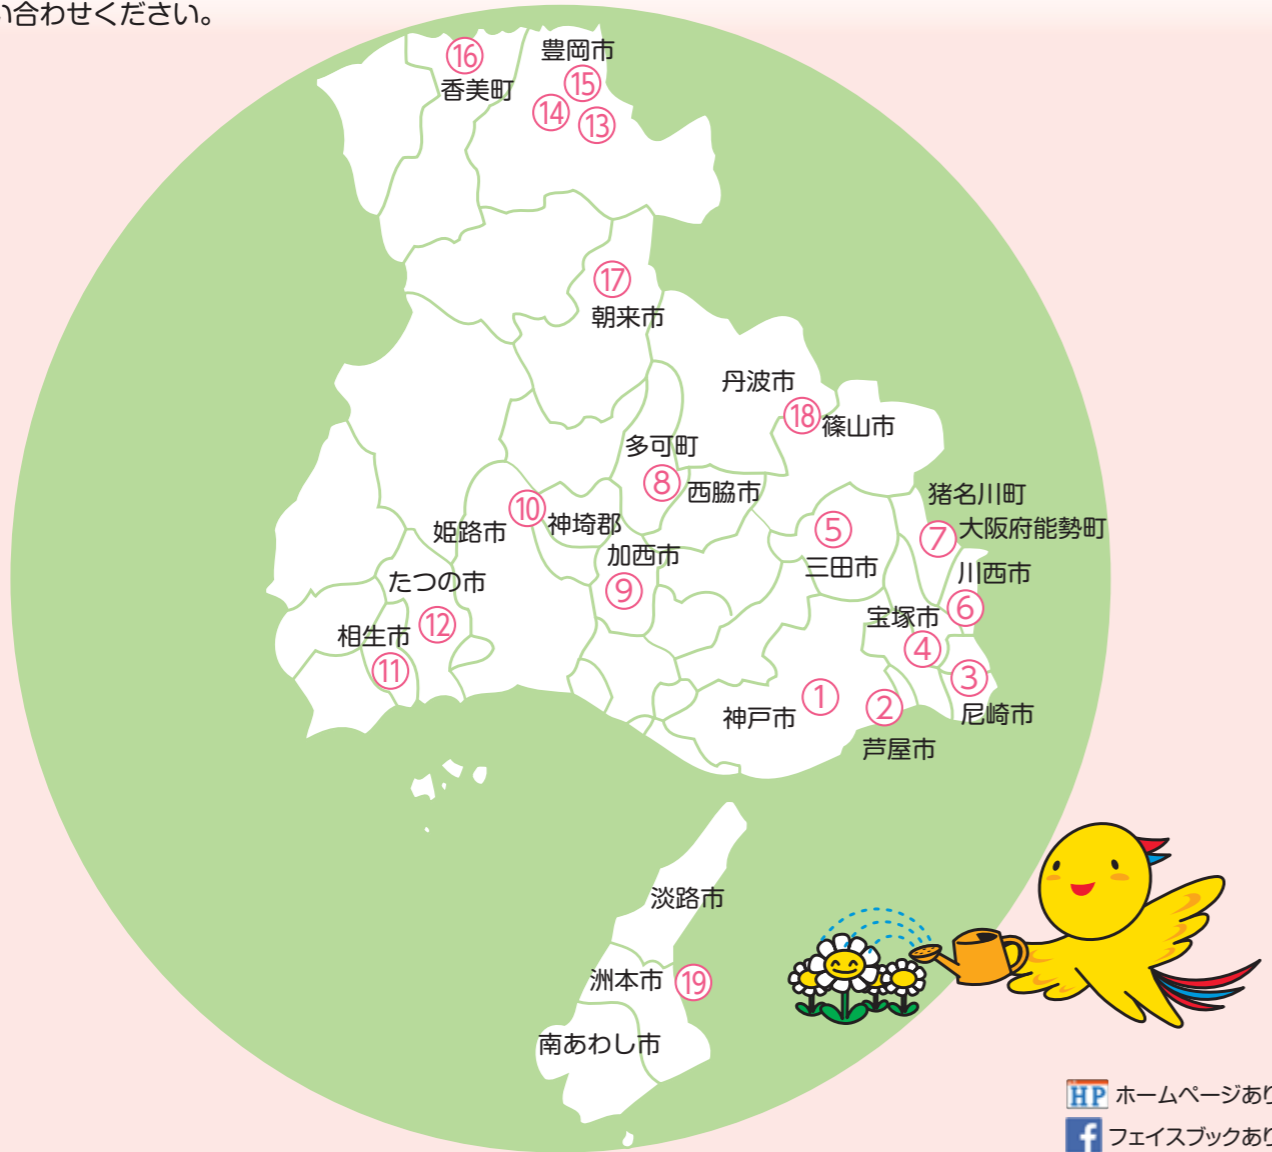 い合わせください。
⑯
香美町
豊岡市
⑮
⑭
⑬
⑰
朝来市
丹波市
⑱
篠山市
多可町
⑧
西脇市
猪名川町
⑦
大阪府能勢町
⑩
神埼郡
姫路市
⑤
三田市
加西市
⑨
川西市
⑥
たつの市
⑫
宝塚市
④
相生市
⑪
③
尼崎市
①
神戸市
②
芦屋市
淡路市
洲本市
⑲
南あわし市
HP ホームページあり
f フェイスブックあり